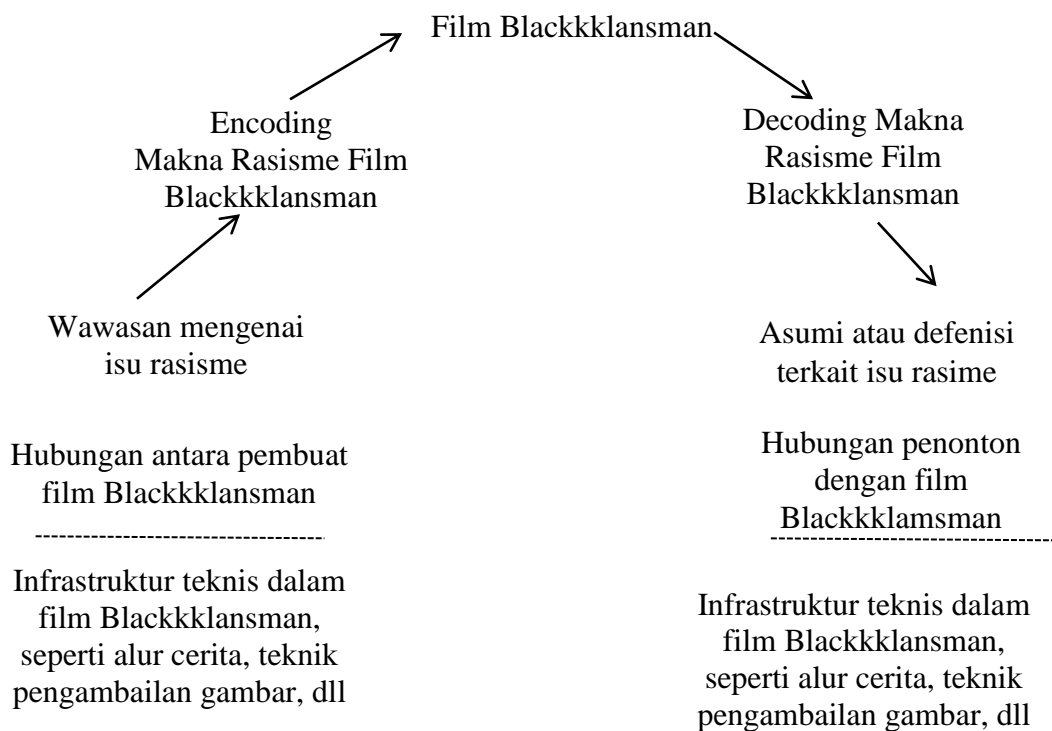 Film Blackkklansman
Encoding
Makna Rasisme Film
Blackkklansman
Decoding Makna
Rasisme Film
Blackkklansman
Wawasan mengenai
isu rasisme
Asumi atau defenisi
terkait isu rasime
Hubungan antara pembuat
film Blackkklansman
Hubungan penonton
dengan film
Blackkklamsman
Infrastruktur teknis dalam
film Blackkklansman,
seperti alur cerita, teknik
pengambailan gambar, dll
Infrastruktur teknis dalam
film Blackkklansman,
seperti alur cerita, teknik
pengambailan gambar, dll